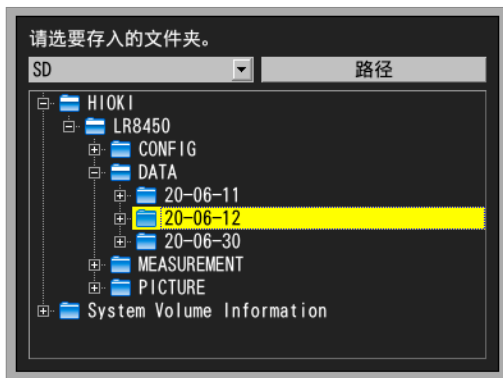 请选要存入的文件夹。
SD 路径
HIOKI
LR8450
CONFIG
DATA
20-06-11
20-06-12
20-06-30
MEASUREMENT
PICTURE
System Volume Information